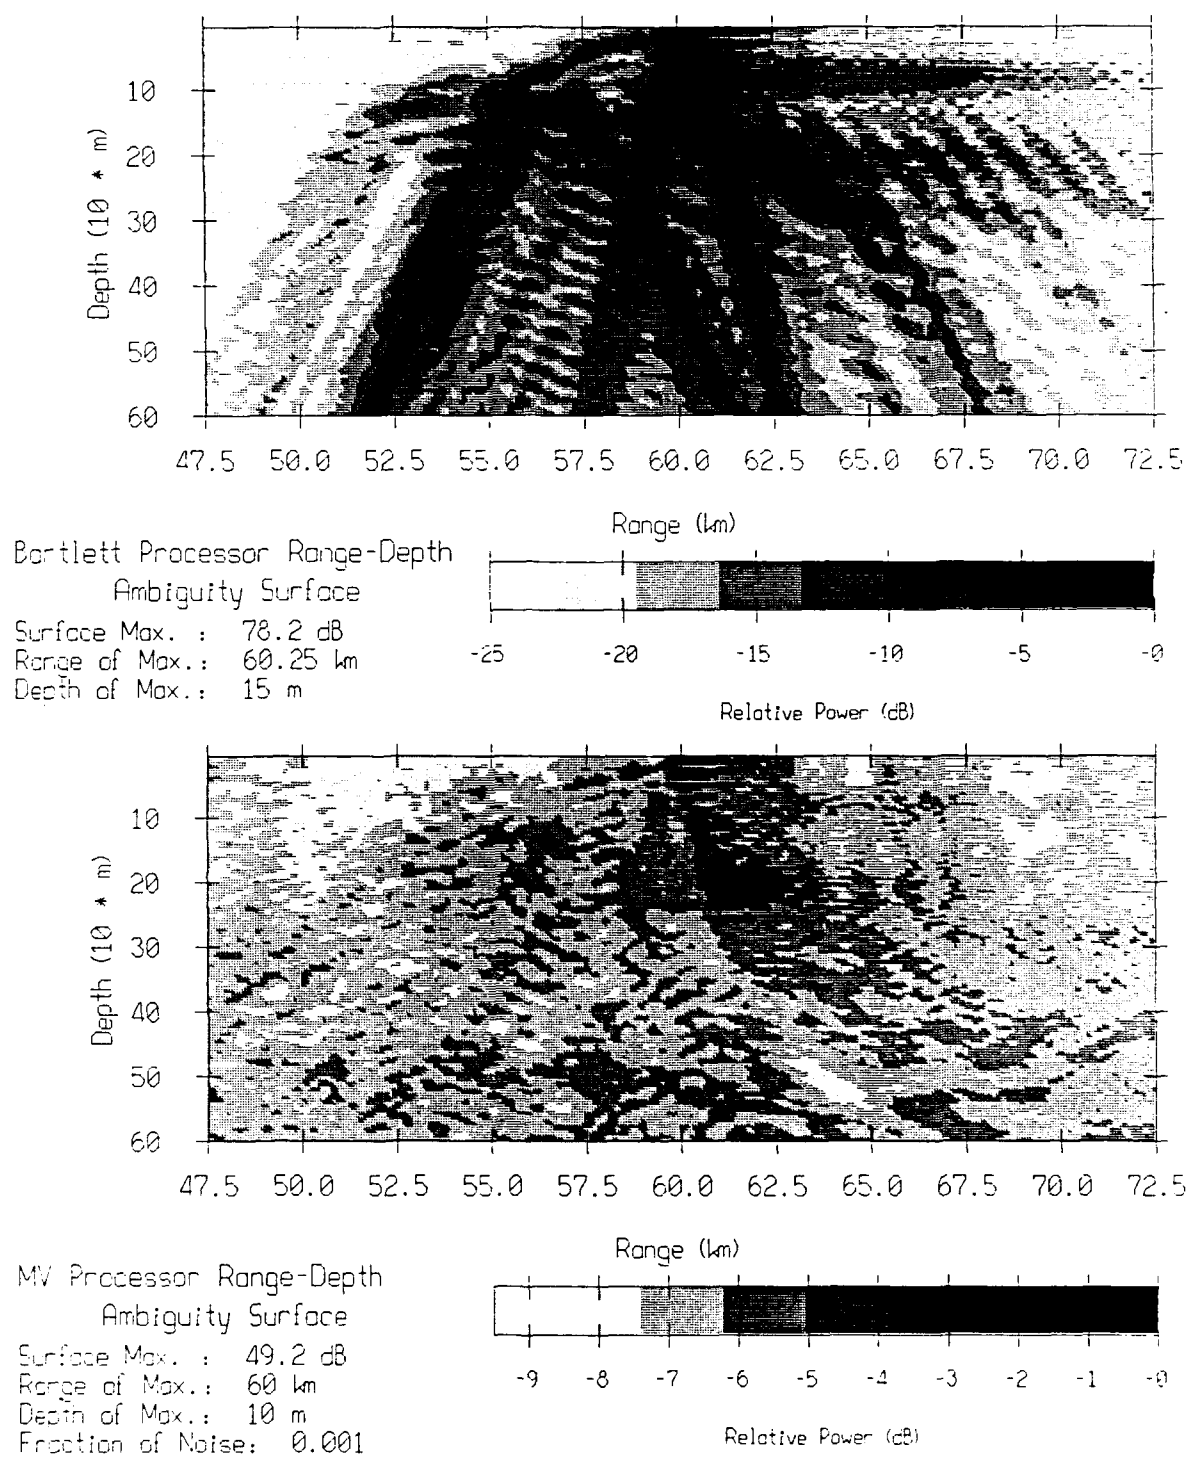 10
20
30
40
50
60
Depth (10 * m)
47.5 50.0 52.5 55.0 57.5 60.0 62.5 65.0 67.5 70.0 72.5
Range (km)
Bartlett Processor Range-Depth
Ambiguity Surface
Surface Max. : 78.2 dB
Range of Max.: 60.25 km
Depth of Max.: 15 m
-25 -20 -15 -10 -5 -0
Relative Power (dB)
10
20
30
40
50
60
Depth (10 * m)
47.5 50.0 52.5 55.0 57.5 60.0 62.5 65.0 67.5 70.0 72.5
Range (km)
MV Processor Range-Depth
Ambiguity Surface
Surface Max. : 49.2 dB
Range of Max.: 60 km
Depth of Max.: 10 m
Fraction of Noise: 0.001
-9 -8 -7 -6 -5 -4 -3 -2 -1 -0
Relative Power (dB)